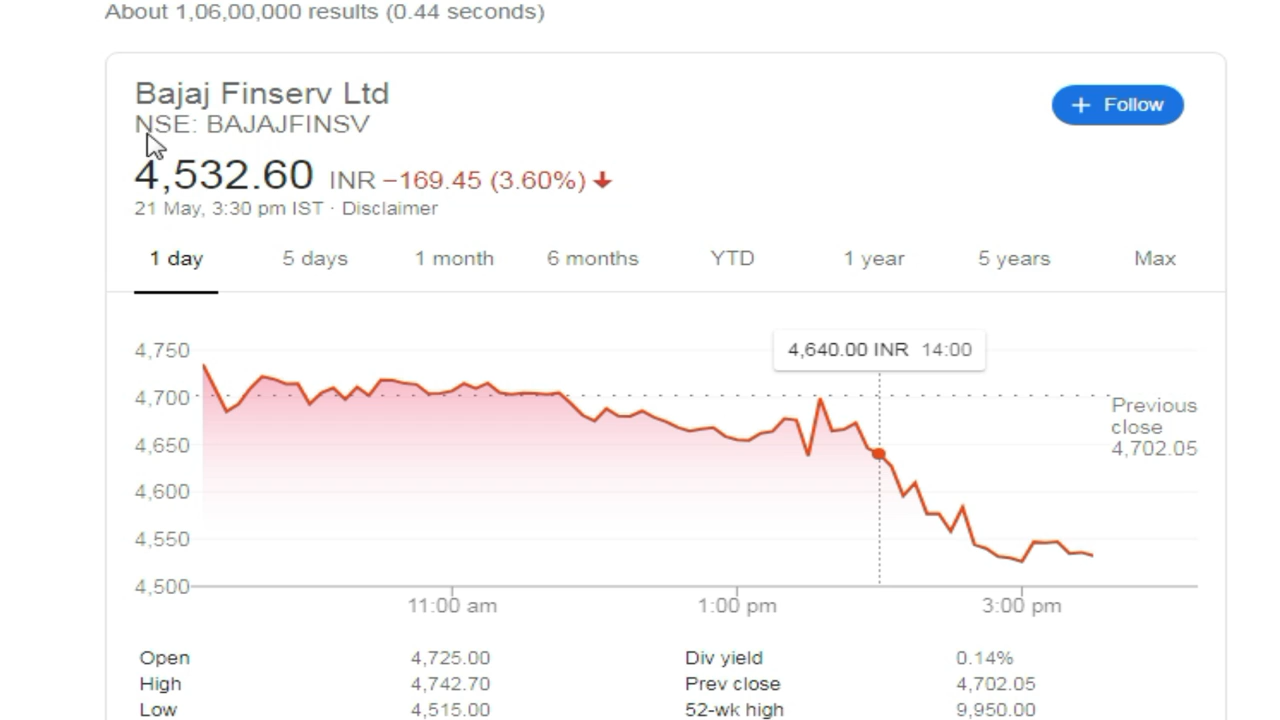 About 1,06,00,000 results (0.44 seconds)
Bajaj Finserv Ltd
+ Follow
NSE: BAJAJFINSV
4,532.60 INR −169.45 (3.60%)
21 May, 3:30 pm IST · Disclaimer
1 day 5 days 1 month 6 months YTD 1 year 5 years Max
4,640.00 INR 14:00
4,750
4,700
4,650
4,600
4,550
4,500
Previous
close
4,702.05
11:00 am 1:00 pm 3:00 pm
Open 4,725.00 Div yield 0.14%
High 4,742.70 Prev close 4,702.05
Low 4,515.00 52-wk high 9,950.00